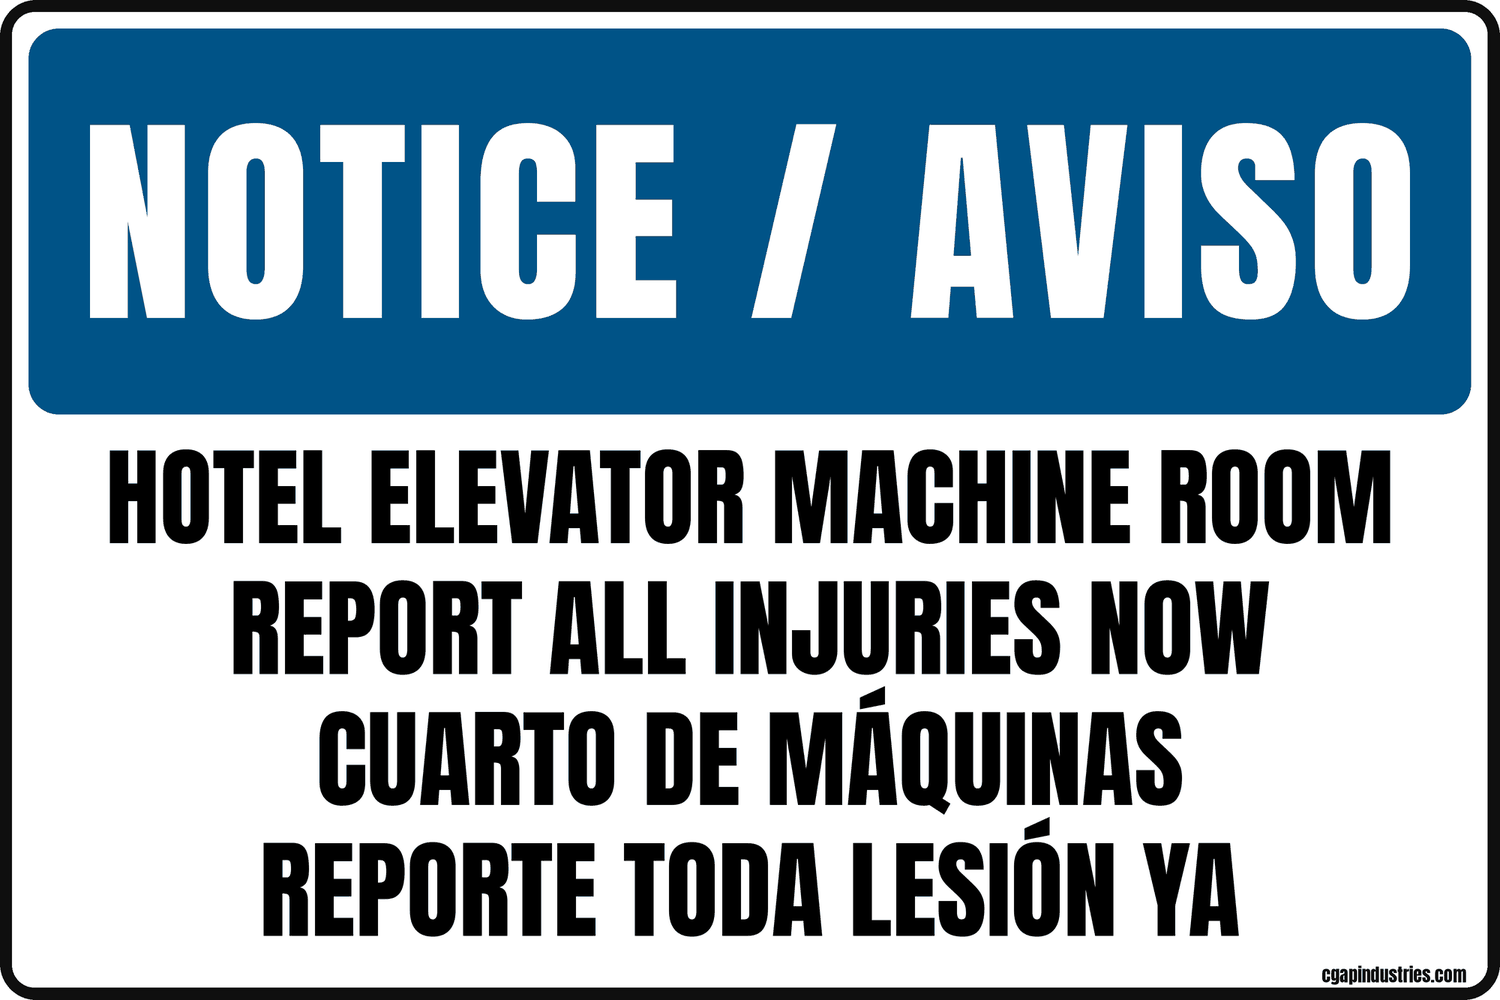 NOTICE / AVISO
HOTEL ELEVATOR MACHINE ROOM
REPORT ALL INJURIES NOW
CUARTO DE MÁQUINAS
REPORTE TODA LESIÓN YA
cgapindustries.com